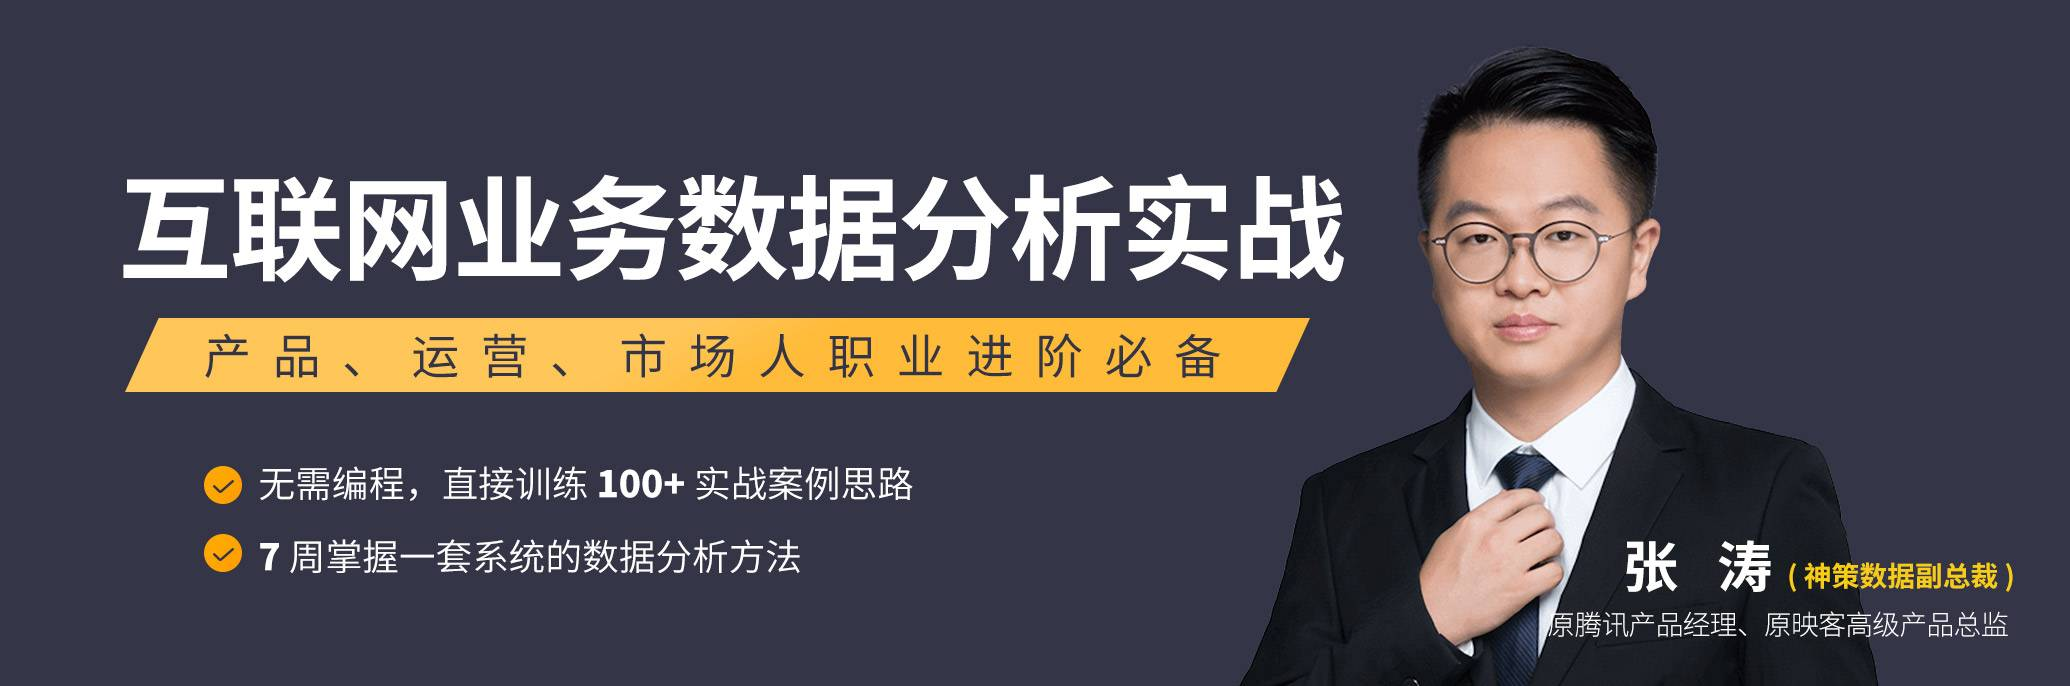 互联网业务数据分析实战
产品、运营、市场人职业进阶必备
无需编程，直接训练 100+ 实战案例思路
7 周掌握一套系统的数据分析方法
张 涛 (神策数据副总裁)
原腾讯产品经理、原映客高级产品总监